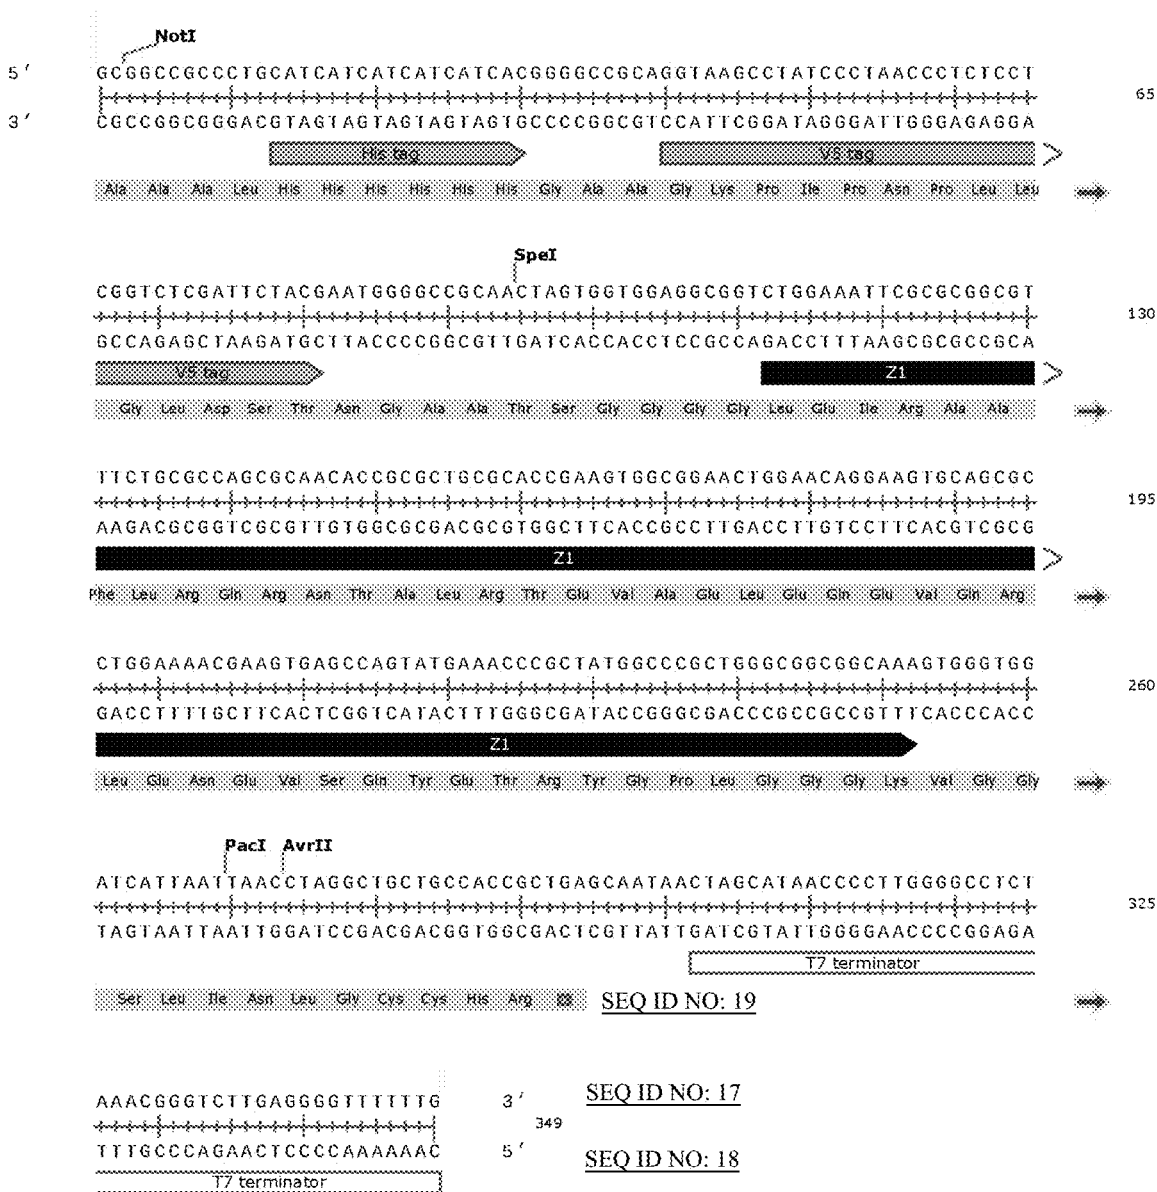 NotI
5' GCGGCCGCCCTGCATCATCATCATCATCACGGGGCCGCAGGTAAGCCTATCCCTAACCCTCTCCT
65
3' CGCCGGCGGGACGTAGTAGTAGTAGTAGTGCCCCGGCGTCCATTCGGATAGGGATTGGGAGAGGA
His tag V5 tag
Ala Ala Ala Leu His His His His His His Gly Ala Ala Gly Lys Pro Ile Pro Asn Pro Leu Leu
SpeI
CGGTCTCGATTCTACGAATGGGGCCGCAACTAGTGGTGGAGGCGGTCTGGAAATTCGCGCGGCGT
130
GCCAGAGCTAAGATGCTTACCCCGGCGTTGATCACCACCTCCGCCAGACCTTTAAGCGCGCCGCA
V5 tag Z1
Gly Leu Asp Ser Thr Asn Gly Ala Ala Thr Ser Gly Gly Gly Gly Leu Glu Ile Arg Ala Ala
TTCTGCGCCAGCGCAACACCGCGCTGCGCACCGAAGTGGCGGAACTGGAACAGGAAGTGCAGCGC
195
AAGACGCGGTCGCGTTGTGGCGCGACGCGTGGCTTCACCGCCTTGACCTTGTCCTTCACGTCGCG
Z1
Phe Leu Arg Gln Arg Asn Thr Ala Leu Arg Thr Glu Val Ala Glu Leu Glu Gln Glu Val Gln Arg
CTGGAAAACGAAGTGAGCCAGTATGAAACCCGCTATGGCCCGCTGGGCGGCGGCAAAGTGGGTGG
260
GACCTTTTGCTTCACTCGGTCATACTTTGGGCGATACCGGGCGACCCGCCGCCGTTTCACCCACC
Z1
Leu Glu Asn Glu Val Ser Gln Tyr Glu Thr Arg Tyr Gly Pro Leu Gly Gly Gly Lys Val Gly Gly
PacI AvrII
ATCATTAATTAACCTAGGCTGCTGCCACCGCTGAGCAATAACTAGCATAACCCCTTGGGGCCTCT
325
TAGTAATTAATTGGATCCGACGACGGTGGCGACTCGTTATTGATCGTATTGGGGAACCCCGGAGA
T7 terminator
Ser Leu Ile Asn Leu Gly Cys Cys His Arg SEQ ID NO: 19
AAACGGGTCTTGAGGGGTTTTTTG 3' SEQ ID NO: 17
349
TTTGCCCAGAACTCCCCAAAAAAC 5' SEQ ID NO: 18
T7 terminator